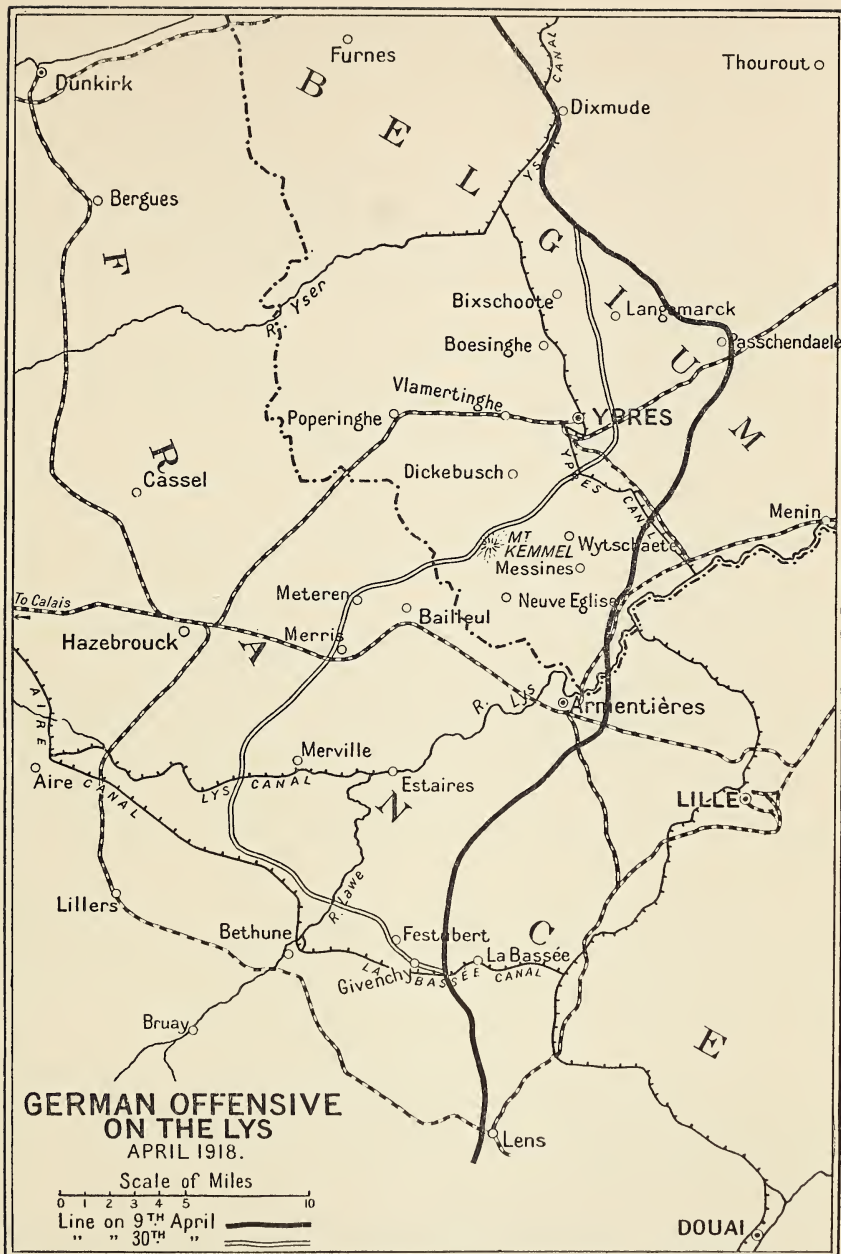 Furnes
Thourout
Dunkirk
CANAL
Dixmude
BELGIUM
Bergues
R. Yser
Bixschoote
Langemarck
Boesinghe
Passchendaele
Vlamertinghe
Poperinghe
YPRES
FRANCE
Cassel
Dickebusch
YPRES CANAL
Menin
MT KEMMEL
Wytschaete
Messines
To Calais
Meteren
Bailleul
Neuve Eglise
Hazebrouck
Merris
R. LYS
Armentières
AIRE CANAL
Aire
Merville
LYS CANAL
Estaires
LILLE
Lillers
R. Lawe
Bethune
Festubert
Givenchy
La Bassée
LA BASSÉE CANAL
Bruay
Lens
DOUAI
GERMAN OFFENSIVE
ON THE LYS
APRIL 1918.
Scale of Miles
0 1 2 3 4 5 10
Line on 9TH April
" " 30TH "